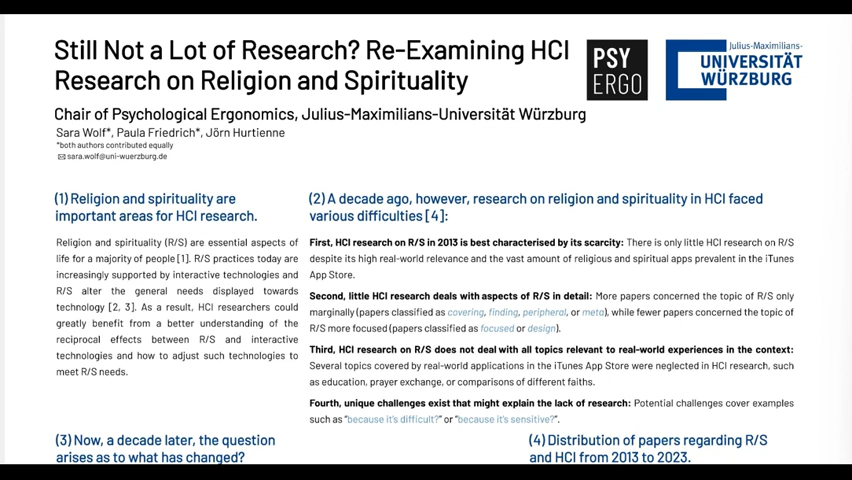 Still Not a Lot of Research? Re-Examining HCI
Research on Religion and Spirituality
PSY
ERGO
Julius-Maximilians-
UNIVERSITÄT
WÜRZBURG
Chair of Psychological Ergonomics, Julius-Maximilians-Universität Würzburg
Sara Wolf*, Paula Friedrich*, Jörn Hurtienne
*both authors contributed equally
sara.wolf@uni-wuerzburg.de
(1) Religion and spirituality are
important areas for HCI research.
Religion and spirituality (R/S) are essential aspects of
life for a majority of people [1]. R/S practices today are
increasingly supported by interactive technologies and
R/S alter the general needs displayed towards
technology [2, 3]. As a result, HCI researchers could
greatly benefit from a better understanding of the
reciprocal effects between R/S and interactive
technologies and how to adjust such technologies to
meet R/S needs.
(2) A decade ago, however, research on religion and spirituality in HCI faced
various difficulties [4]:
First, HCI research on R/S in 2013 is best characterised by its scarcity: There is only little HCI research on R/S
despite its high real-world relevance and the vast amount of religious and spiritual apps prevalent in the iTunes
App Store.
Second, little HCI research deals with aspects of R/S in detail: More papers concerned the topic of R/S only
marginally (papers classified as covering, finding, peripheral, or meta), while fewer papers concerned the topic of
R/S more focused (papers classified as focused or design).
Third, HCI research on R/S does not deal with all topics relevant to real-world experiences in the context:
Several topics covered by real-world applications in the iTunes App Store were neglected in HCI research, such
as education, prayer exchange, or comparisons of different faiths.
Fourth, unique challenges exist that might explain the lack of research: Potential challenges cover examples
such as "because it's difficult?" or "because it's sensitive?".
(3) Now, a decade later, the question
arises as to what has changed?
(4) Distribution of papers regarding R/S
and HCI from 2013 to 2023.